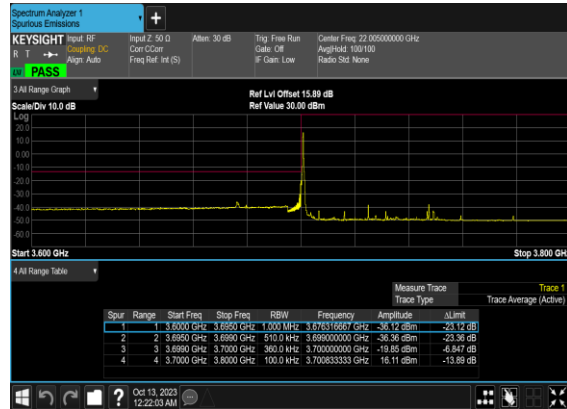 Spectrum Analyzer 1
Spurious Emissions
+
KEYSIGHT Input: RF Input Z: 50 Ω Atten: 30 dB Trig: Free Run Center Freq: 22.005000000 GHz
R T Coupling: DC Corr CCorr Gate: Off Avg|Hold: 100/100
Align: Auto Freq Ref: Int (S) IF Gain: Low Radio Std: None
LW PASS
3 All Range Graph
Ref Lvl Offset 15.89 dB
Scale/Div 10.0 dB Ref Value 30.00 dBm
Log
20.0
10.0
0.00
-10.0
-20.0
-30.0
-40.0
-50.0
-60.0
Start 3.600 GHz Stop 3.800 GHz
4 All Range Table
Measure Trace Trace 1
Trace Type Trace Average (Active)
Spur Range Start Freq Stop Freq RBW Frequency Amplitude ΔLimit
1 1 3.6000 GHz 3.6950 GHz 1.000 MHz 3.676316667 GHz -36.12 dBm -23.12 dB
2 2 3.6950 GHz 3.6990 GHz 510.0 kHz 3.699000000 GHz -36.36 dBm -23.36 dB
3 3 3.6990 GHz 3.7000 GHz 360.0 kHz 3.700000000 GHz -19.85 dBm -6.847 dB
4 4 3.7000 GHz 3.8000 GHz 100.0 kHz 3.700833333 GHz 16.11 dBm -13.89 dB
? Oct 13, 2023
12:22:03 AM